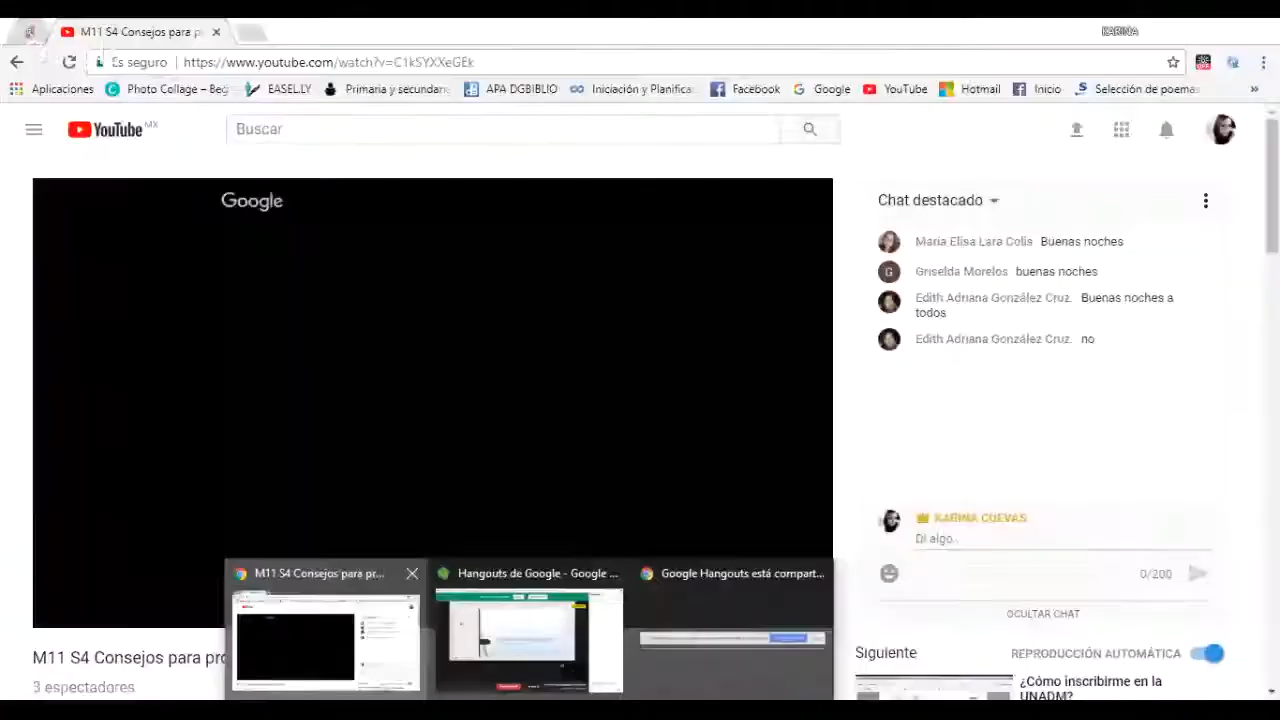 M11 S4 Consejos para p
KARINA
Es seguro
https://www.youtube.com/watch?v=C1kSYXXeGEk
Aplicaciones
Photo Collage – Beg
EASEL.LY
Primaria y secundari
APA DGBIBLIO
Iniciación y Planifica
Facebook
Google
YouTube
Hotmail
Inicio
Selección de poemas
»
YouTube MX
Buscar
Google
Chat destacado
Maria Elisa Lara Colis Buenas noches
G
Griselda Morelos buenas noches
Edith Adriana González Cruz. Buenas noches a
todos
Edith Adriana González Cruz. no
KARINA CUEVAS
Di algo...
0/200
OCULTAR CHAT
M11 S4 Consejos para pr...
Hangouts de Google - Google ...
Google Hangouts está compart...
M11 S4 Consejos para pro
3 espectadores
Siguiente
REPRODUCCIÓN AUTOMÁTICA
¿Cómo inscribirme en la
UNADM?